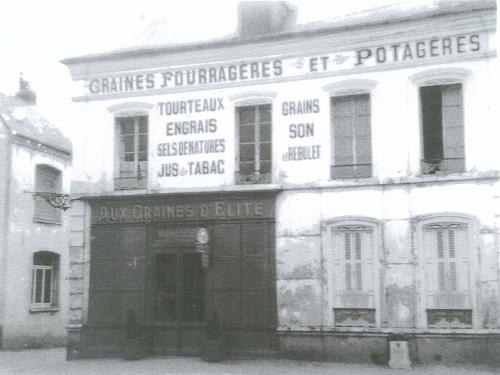 GRAINES FOURRAGÈRES ET POTAGÈRES
TOURTEAUX
ENGRAIS
SELS DENATURES
JUS DE TABAC
GRAINS
SON
ET REBULET
AUX GRAINES D'ELITE